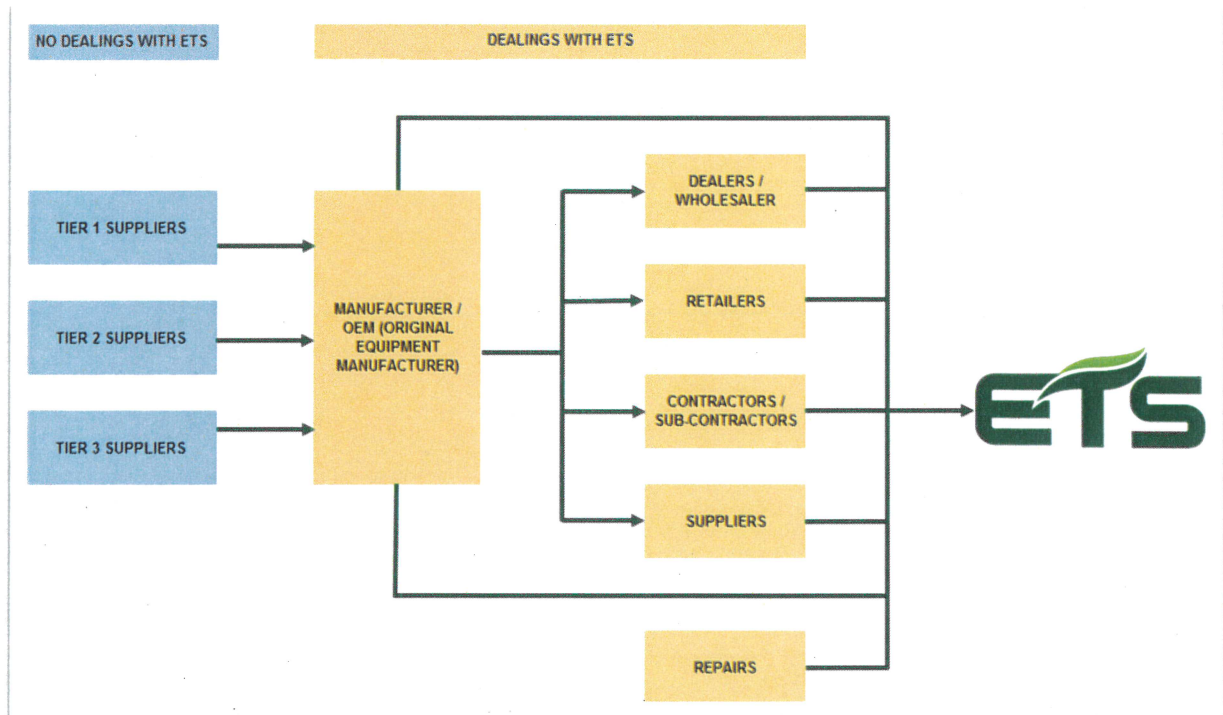 NO DEALINGS WITH ETS
DEALINGS WITH ETS
TIER 1 SUPPLIERS
TIER 2 SUPPLIERS
TIER 3 SUPPLIERS
MANUFACTURER /
OEM (ORIGINAL
EQUIPMENT
MANUFACTURER)
DEALERS /
WHOLESALER
RETAILERS
CONTRACTORS /
SUB-CONTRACTORS
SUPPLIERS
REPAIRS
ETS